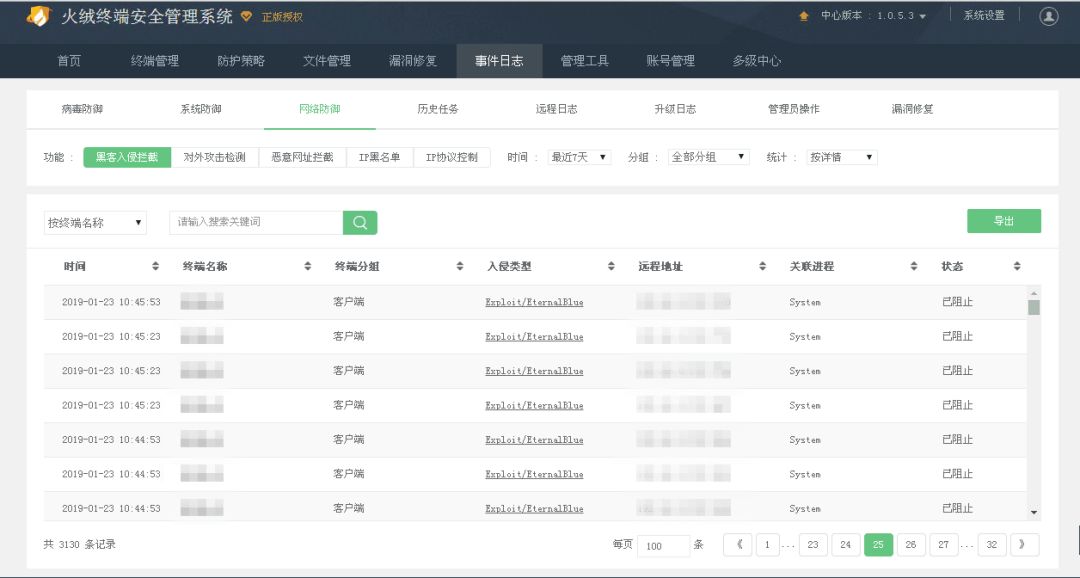 火绒终端安全管理系统 正版授权 中心版本 : 1.0.5.3 系统设置
首页 终端管理 防护策略 文件管理 漏洞修复 事件日志 管理工具 账号管理 多级中心
病毒防御 系统防御 网络防御 历史任务 远程日志 升级日志 管理员操作 漏洞修复
功能 : 黑客入侵拦截 对外攻击检测 恶意网址拦截 IP黑名单 IP协议控制 时间 : 最近7天 分组 : 全部分组 统计 : 按详情
按终端名称 请输入搜索关键词 导出
时间 终端名称 终端分组 入侵类型 远程地址 关联进程 状态
2019-01-23 10:45:53 客户端 Exploit/EternalBlue System 已阻止
2019-01-23 10:45:23 客户端 Exploit/EternalBlue System 已阻止
2019-01-23 10:45:23 客户端 Exploit/EternalBlue System 已阻止
2019-01-23 10:45:23 客户端 Exploit/EternalBlue System 已阻止
2019-01-23 10:44:53 客户端 Exploit/EternalBlue System 已阻止
2019-01-23 10:44:53 客户端 Exploit/EternalBlue System 已阻止
2019-01-23 10:44:53 客户端 Exploit/EternalBlue System 已阻止
共 3130 条记录 每页 100 条 《 1 ... 23 24 25 26 27 ... 32 》